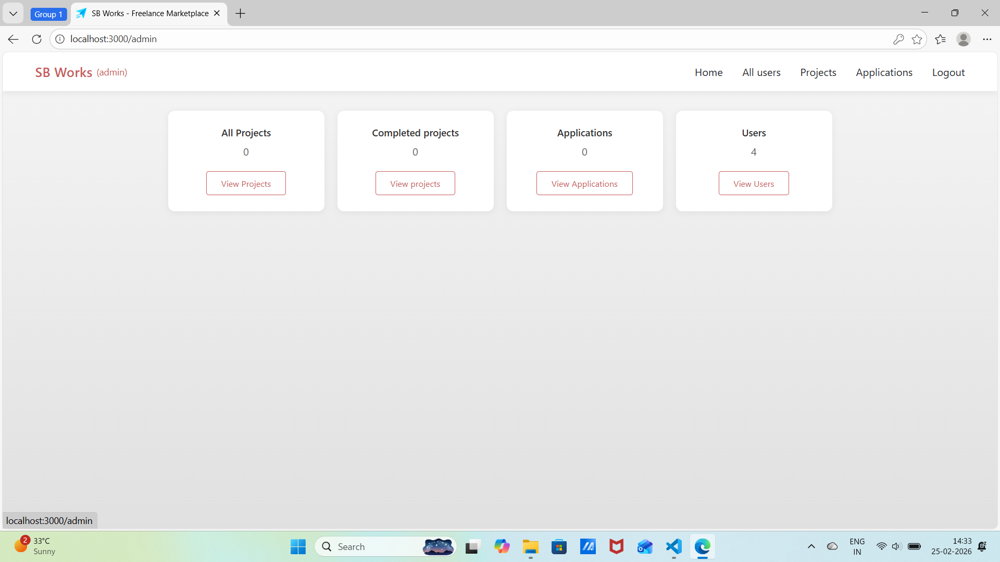 Group 1
SB Works - Freelance Marketplace
localhost:3000/admin
SB Works (admin)
Home
All users
Projects
Applications
Logout
All Projects
0
View Projects
Completed projects
0
View projects
Applications
0
View Applications
Users
4
View Users
localhost:3000/admin
2
33°C
Sunny
Search
ENG
IN
14:33
25-02-2026